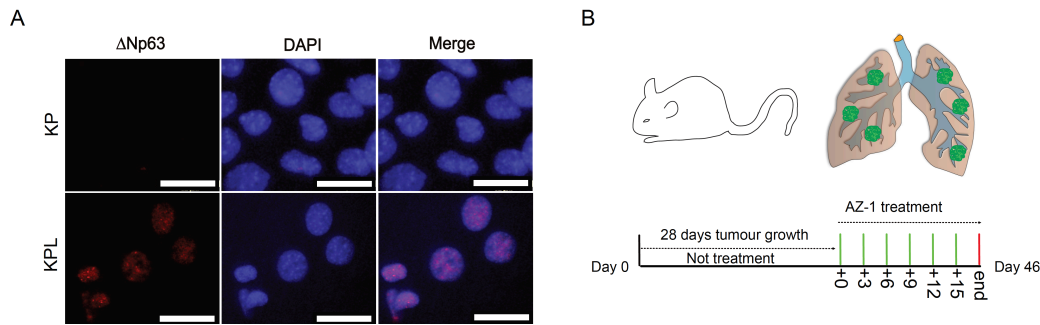 A
ΔNp63
DAPI
Merge
KP
KPL
B
AZ-1 treatment
28 days tumour growth
Not treatment
Day 0
+0
+3
+6
+9
+12
+15
end
Day 46